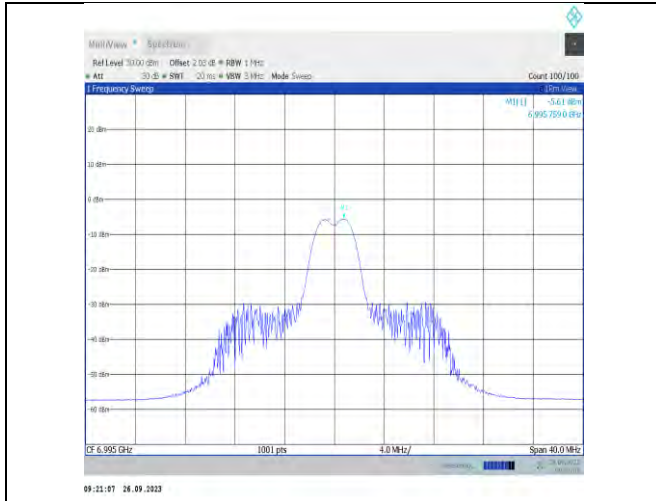 MultiView Spectrum
Ref Level 30.00 dBm Offset 2.02 dB RBW 1 MHz
Att 30 dB SWT 20 ms VBW 3 MHz Mode Sweep Count 100/100
1 Frequency Sweep 1Rm View
M1[1] -5.61 dBm
6.9957590 GHz
20 dBm
10 dBm
0 dBm
M1
-10 dBm
-20 dBm
-30 dBm
-40 dBm
-50 dBm
-60 dBm
CF 6.995 GHz 1001 pts 4.0 MHz/ Span 40.0 MHz
09:21:07 26.09.2023